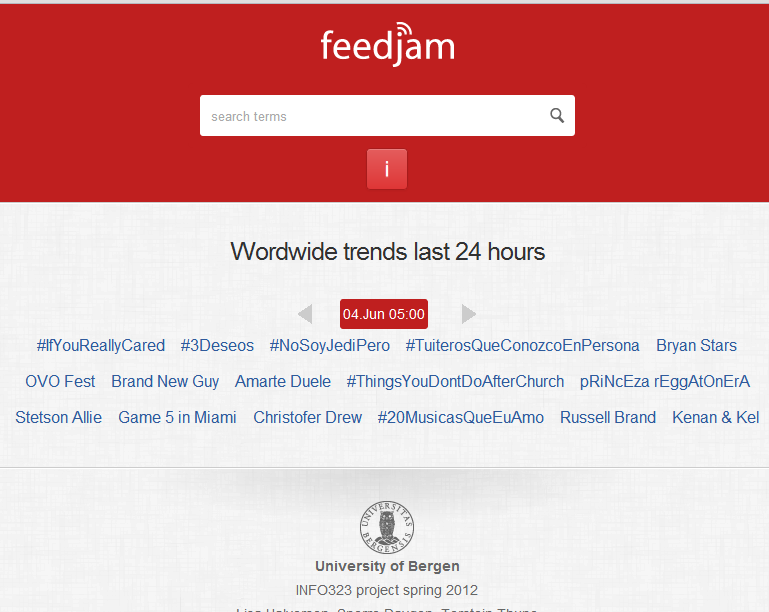 feedjam
search terms
i
Wordwide trends last 24 hours
04.Jun 05:00
#IfYouReallyCared #3Deseos #NoSoyJediPero #TuiterosQueConozcoEnPersona Bryan Stars
OVO Fest Brand New Guy Amarte Duele #ThingsYouDontDoAfterChurch pRiNcEza rEggAtOnErA
Stetson Allie Game 5 in Miami Christofer Drew #20MusicasQueEuAmo Russell Brand Kenan & Kel
UNIVERSITAS BERGENSIS
University of Bergen
INFO323 project spring 2012